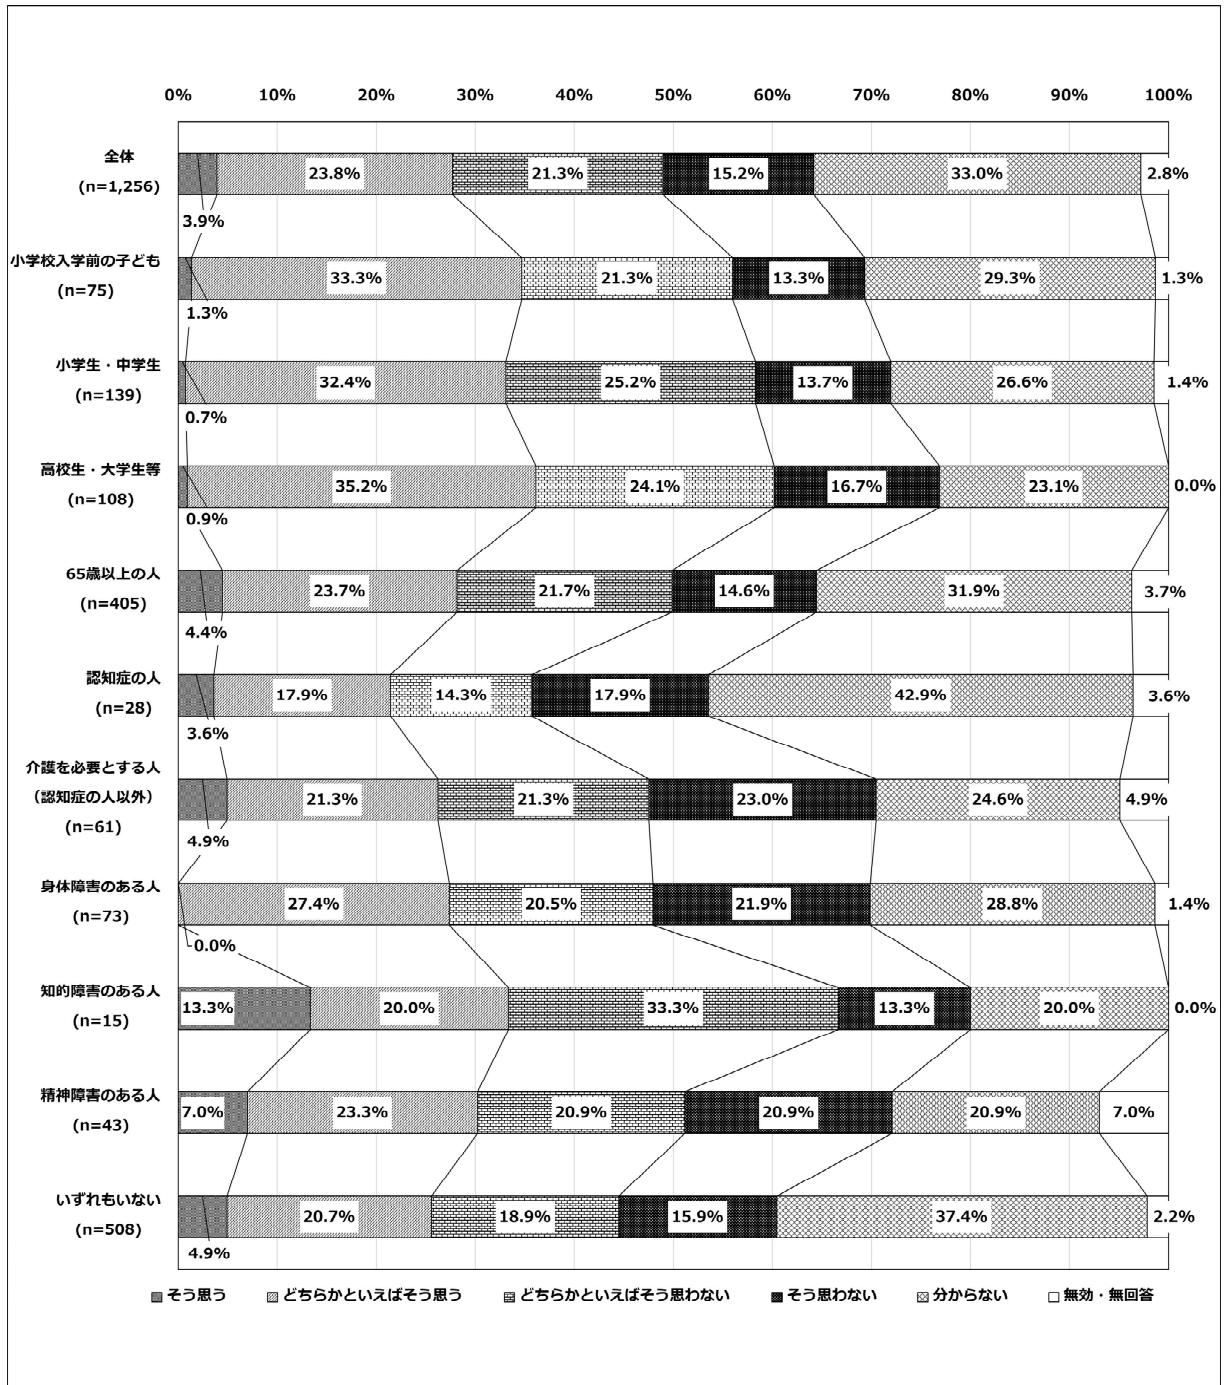 0% 10% 20% 30% 40% 50% 60% 70% 80% 90% 100%
全体
(n=1,256)
3.9% 23.8% 21.3% 15.2% 33.0% 2.8%
小学校入学前の子ども
(n=75)
1.3% 33.3% 21.3% 13.3% 29.3% 1.3%
小学生・中学生
(n=139)
0.7% 32.4% 25.2% 13.7% 26.6% 1.4%
高校生・大学生等
(n=108)
0.9% 35.2% 24.1% 16.7% 23.1% 0.0%
65歳以上の人
(n=405)
4.4% 23.7% 21.7% 14.6% 31.9% 3.7%
認知症の人
(n=28)
3.6% 17.9% 14.3% 17.9% 42.9% 3.6%
介護を必要とする人
（認知症の人以外）
(n=61)
4.9% 21.3% 21.3% 23.0% 24.6% 4.9%
身体障害のある人
(n=73)
0.0% 27.4% 20.5% 21.9% 28.8% 1.4%
知的障害のある人
(n=15)
13.3% 20.0% 33.3% 13.3% 20.0% 0.0%
精神障害のある人
(n=43)
7.0% 23.3% 20.9% 20.9% 20.9% 7.0%
いずれもいない
(n=508)
4.9% 20.7% 18.9% 15.9% 37.4% 2.2%
そう思う どちらかといえばそう思う どちらかといえばそう思わない そう思わない 分からない 無効・無回答